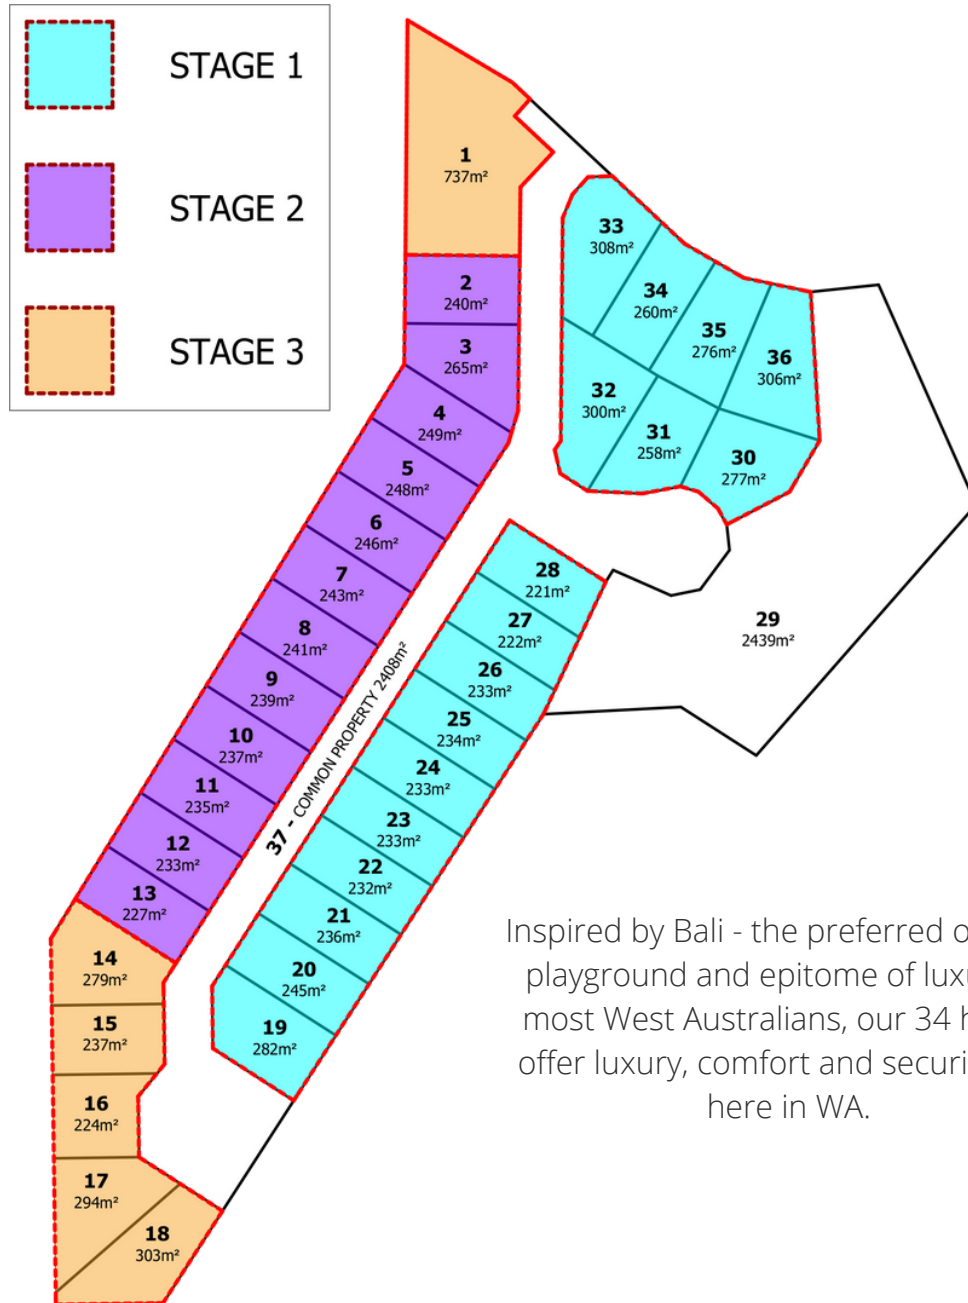 STAGE 1
STAGE 2
STAGE 3
1
737m²
2
240m²
3
265m²
4
249m²
5
248m²
6
246m²
7
243m²
8
241m²
9
239m²
10
237m²
11
235m²
12
233m²
13
227m²
14
279m²
15
237m²
16
224m²
17
294m²
18
303m²
33
308m²
34
260m²
35
276m²
36
306m²
32
300m²
31
258m²
30
277m²
29
2439m²
28
221m²
27
222m²
26
233m²
25
234m²
24
233m²
23
233m²
22
232m²
21
236m²
20
245m²
19
282m²
37 - COMMON PROPERTY 2408m²
Inspired by Bali - the preferred
playground and epitome of
most West Australians, our 34
offer luxury, comfort and
here in WA.